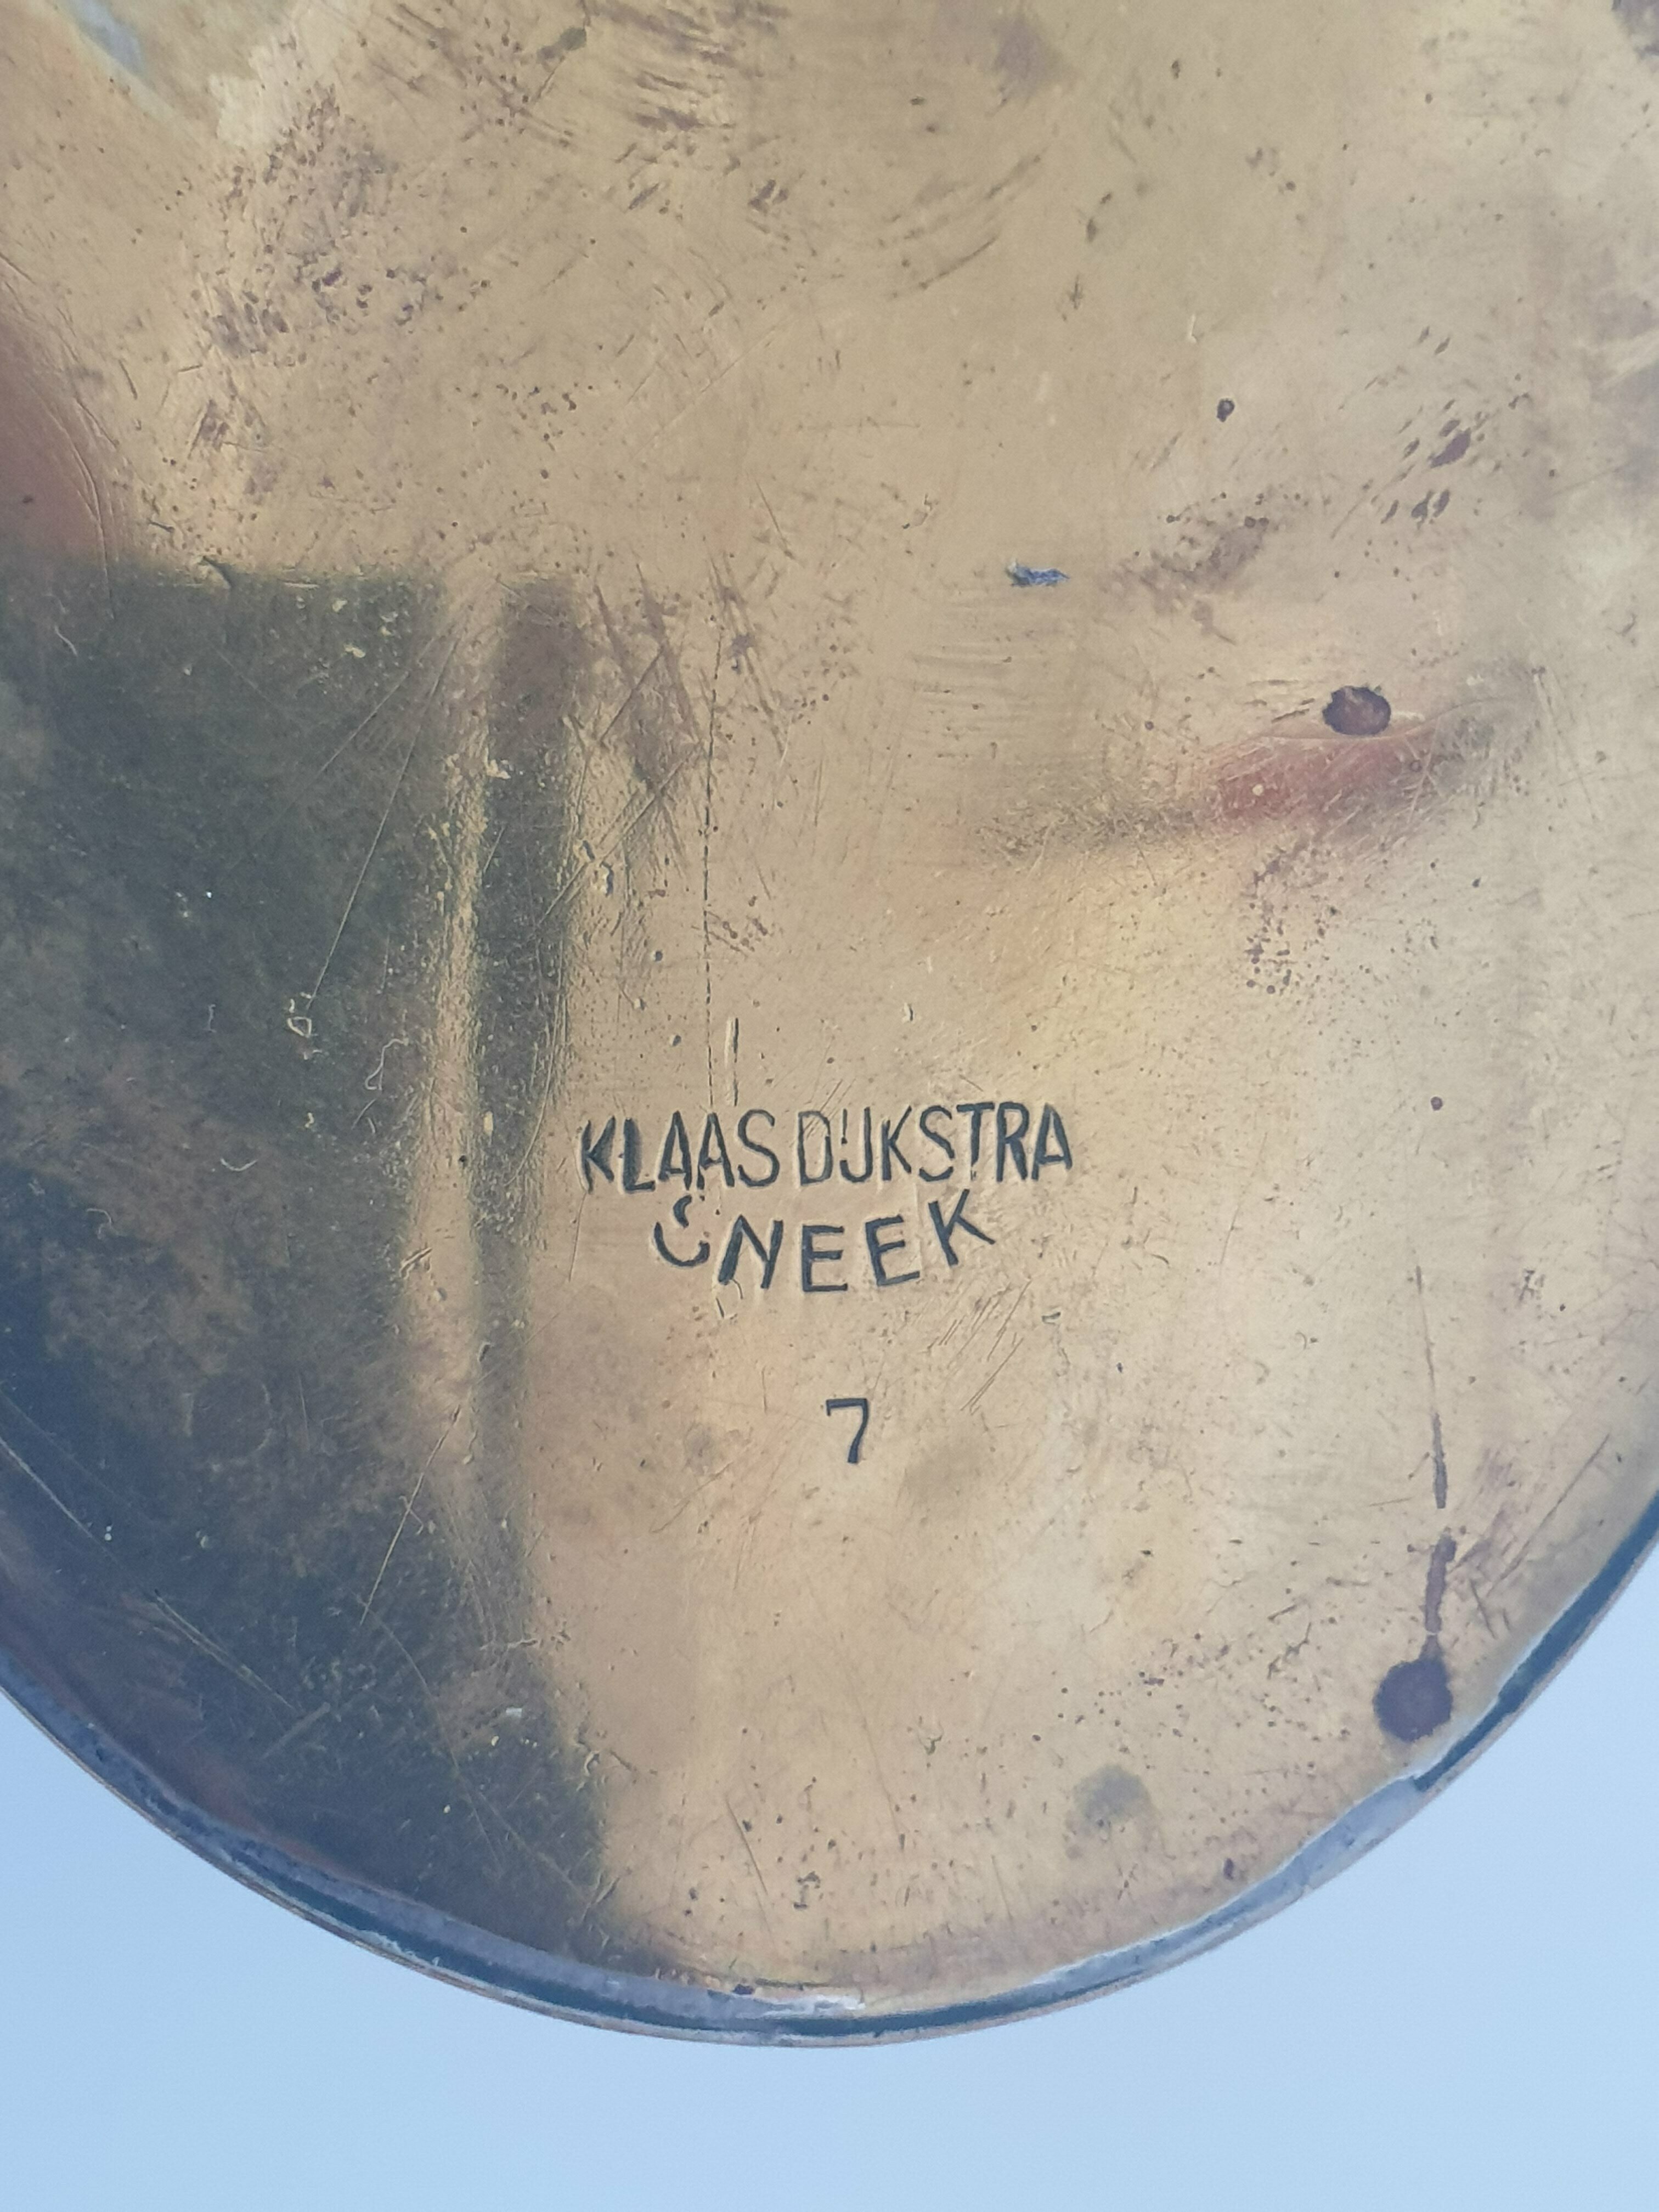 KLAAS DIJKSTRA
SNEEK
7